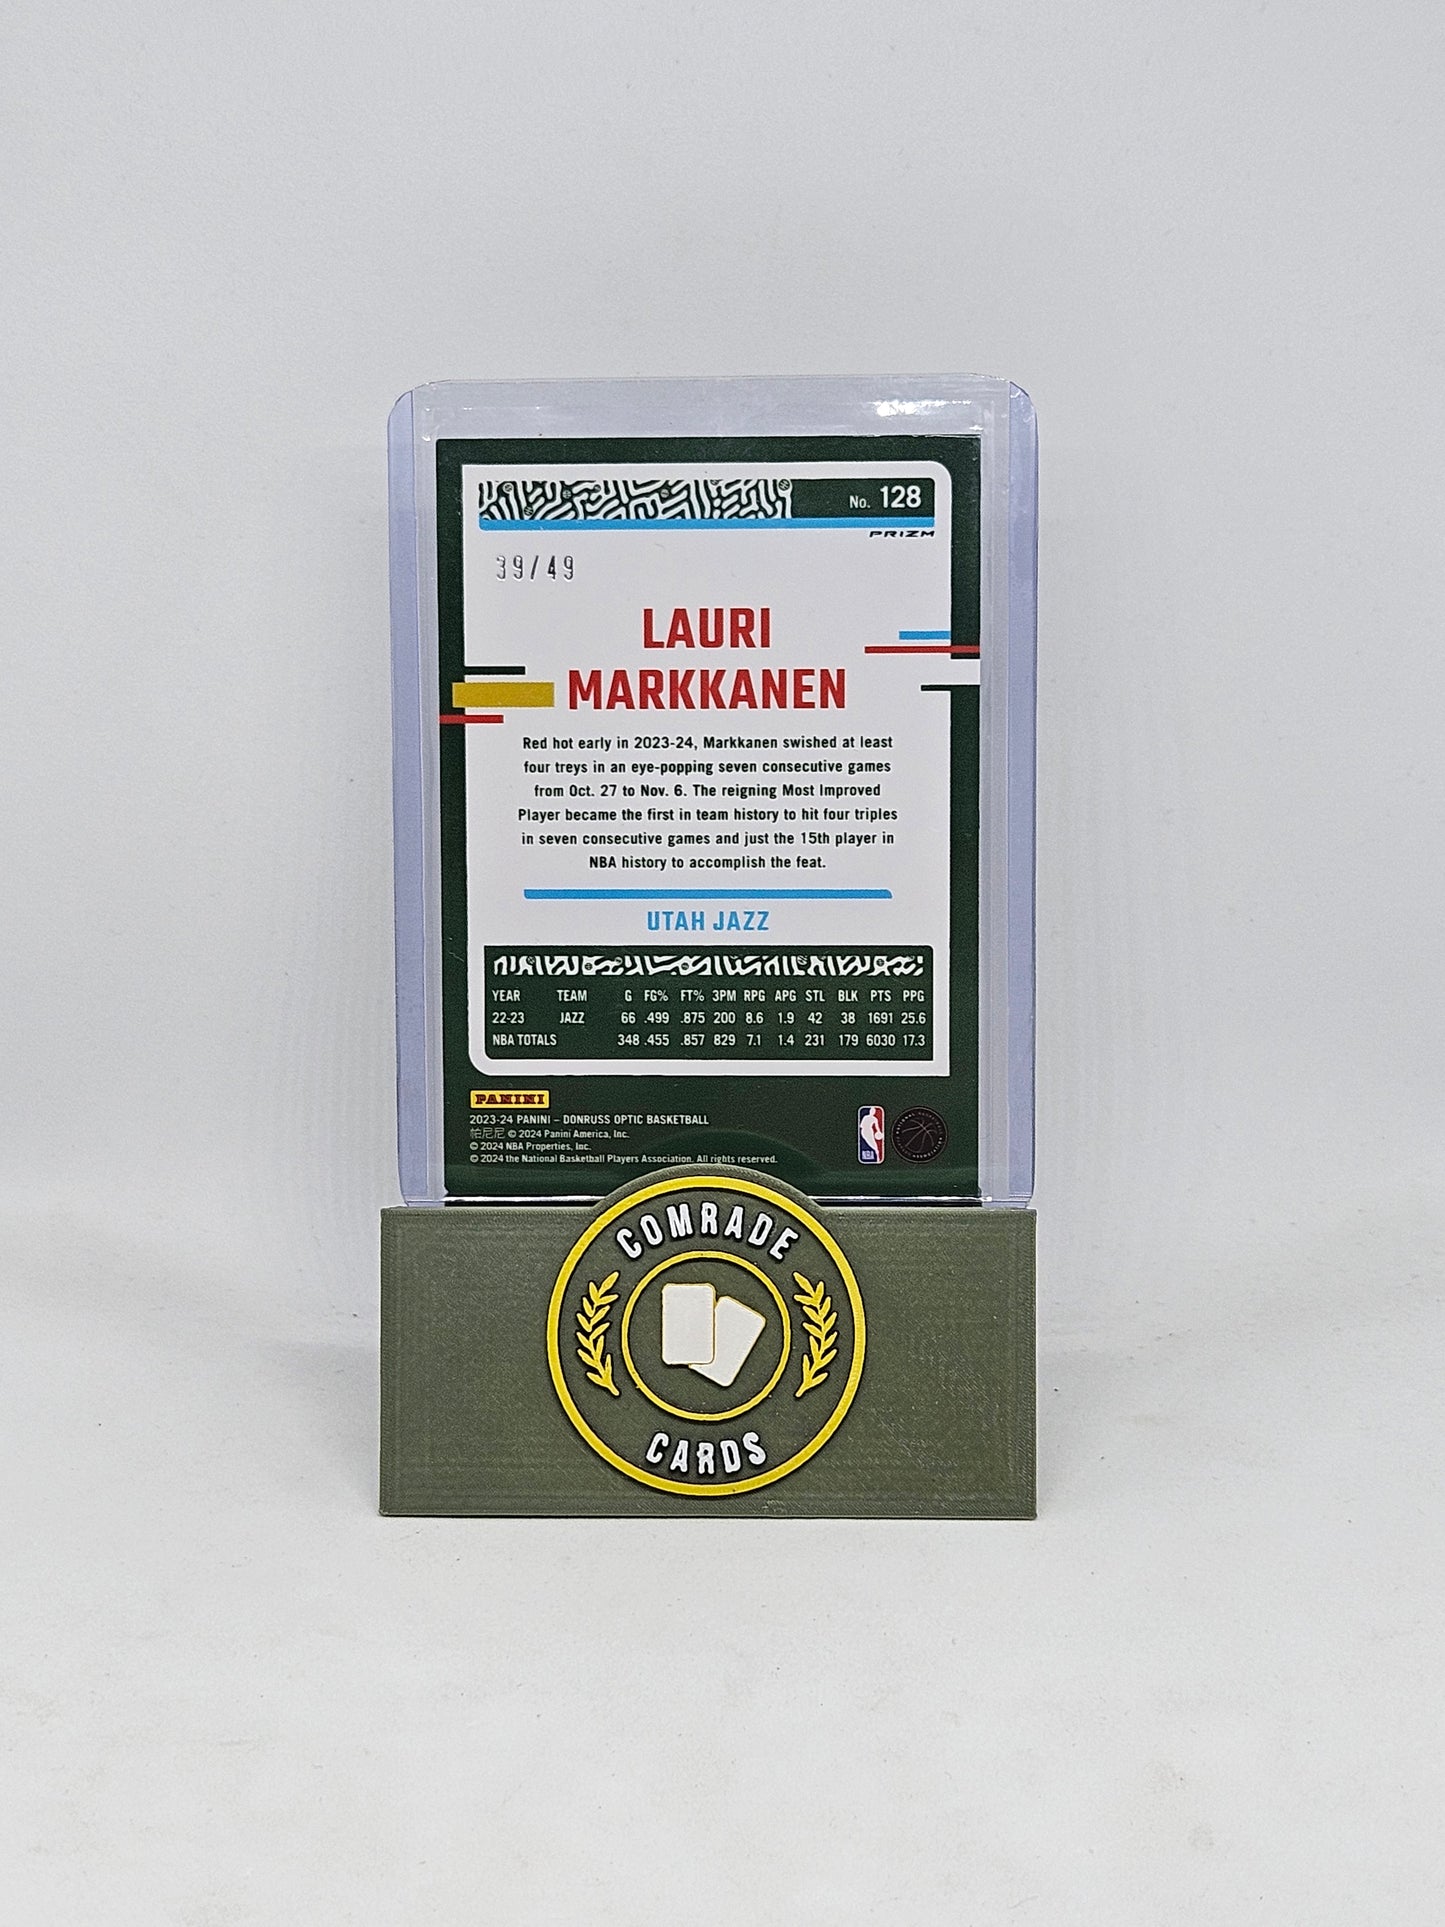 No. 128
PRIZM
39/49
LAURI
MARKKANEN
Red hot early in 2023-24, Markkanen swished at least
four treys in an eye-popping seven consecutive games
from Oct. 27 to Nov. 6. The reigning Most Improved
Player became the first in team history to hit four triples
in seven consecutive games and just the 15th player in
NBA history to accomplish the feat.
UTAH JAZZ
YEAR TEAM G FG% FT% 3PM RPG APG STL BLK PTS PPG
22-23 JAZZ 66 .499 .875 200 8.6 1.9 42 38 1691 25.6
NBA TOTALS 348 .455 .857 829 7.1 1.4 231 179 6030 17.3
PANINI
2023-24 PANINI – DONRUSS OPTIC BASKETBALL
帕尼尼 © 2024 Panini America, Inc.
© 2024 NBA Properties, Inc.
© 2024 the National Basketball Players Association. All rights reserved.
NBA
COMRADE
CARDS